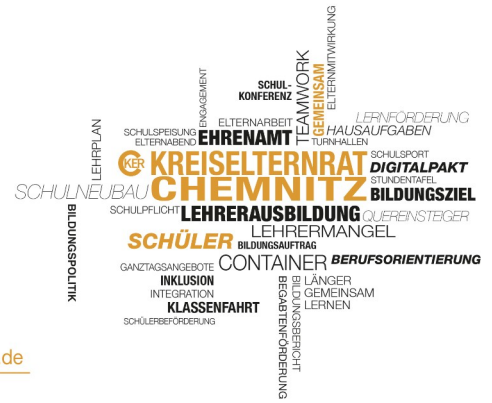 ENGAGEMENT
SCHUL-
KONFERENZ
TEAMWORK
GEMEINSAM
ELTERNMITWIRKUNG
LEHRPLAN
ELTERNARBEIT
LERNFÖRDERUNG
SCHULSPEISUNG
ELTERNABEND
EHRENAMT
HAUSAUFGABEN
TURNHALLEN
KER
KREISELTERNRAT
SCHULSPORT
DIGITALPAKT
SCHULNEUBAU
CHEMNITZ
STUNDENTAFEL
BILDUNGSZIEL
BILDUNGSPOLITIK
SCHULPFLICHT
LEHRERAUSBILDUNG
QUEREINSTEIGER
LEHRERMANGEL
SCHÜLER
BILDUNGSAUFTRAG
GANZTAGSANGEBOTE
CONTAINER
BERUFSORIENTIERUNG
INKLUSION
INTEGRATION
KLASSENFAHRT
SCHÜLERBEFÖRDERUNG
BEGABTENFÖRDERUNG
BILDUNGSBERICHT
LÄNGER
GEMEINSAM
LERNEN
de